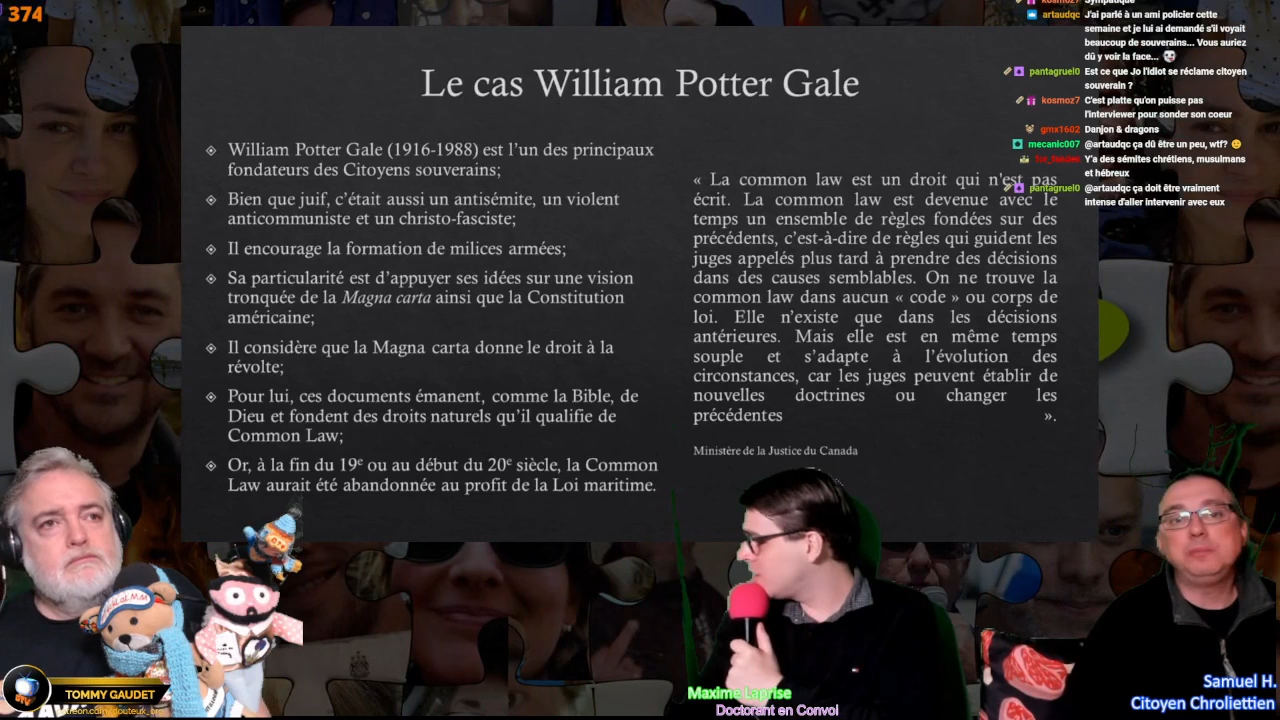 374
Le cas William Potter Gale
William Potter Gale (1916-1988) est l'un des principaux
fondateurs des Citoyens souverains;
Bien que juif, c'était aussi un antisémite, un violent
anticommuniste et un christo-fasciste;
Il encourage la formation de milices armées;
Sa particularité est d'appuyer ses idées sur une vision
tronquée de la Magna carta ainsi que la Constitution
américaine;
Il considère que la Magna carta donne le droit à la
révolte;
Pour lui, ces documents émanent, comme la Bible, de
Dieu et fondent des droits naturels qu'il qualifie de
Common Law;
Or, à la fin du 19e ou au début du 20e siècle, la Common
Law aurait été abandonnée au profit de la Loi maritime.
« La common law est un droit qui n'est pas
écrit. La common law est devenue avec le
temps un ensemble de règles fondées sur des
précédents, c'est-à-dire de règles qui guident les
juges appelés plus tard à prendre des décisions
dans des causes semblables. On ne trouve la
common law dans aucun « code » ou corps de
loi. Elle n'existe que dans les décisions
antérieures. Mais elle est en même temps
souple et s'adapte à l'évolution des
circonstances, car les juges peuvent établir de
nouvelles doctrines ou changer les
précédentes ».
Ministère de la Justice du Canada
kosmoz7 Sympatique
artaudqc J'ai parlé à un ami policier cette
semaine et je lui ai demandé s'il voyait
beaucoup de souverains... Vous auriez
dû y voir la face...
pantagruel0 Est ce que Jo l'idiot se réclame citoyen
souverain ?
kosmoz7 C'est platte qu'on puisse pas
l'interviewer pour sonder son coeur
gmx1602 Danjon & dragons
mecanic007 @artaudqc ça dû être un peu, wtf?
Y'a des sémites chrétiens, musulmans
et hébreux
pantagruel0 @artaudqc ça doit être vraiment
intense d'aller intervenir avec eux
TOMMY GAUDET
Maxime Laprise
Doctorant en Convoi
Samuel H.
Citoyen Chroliettien